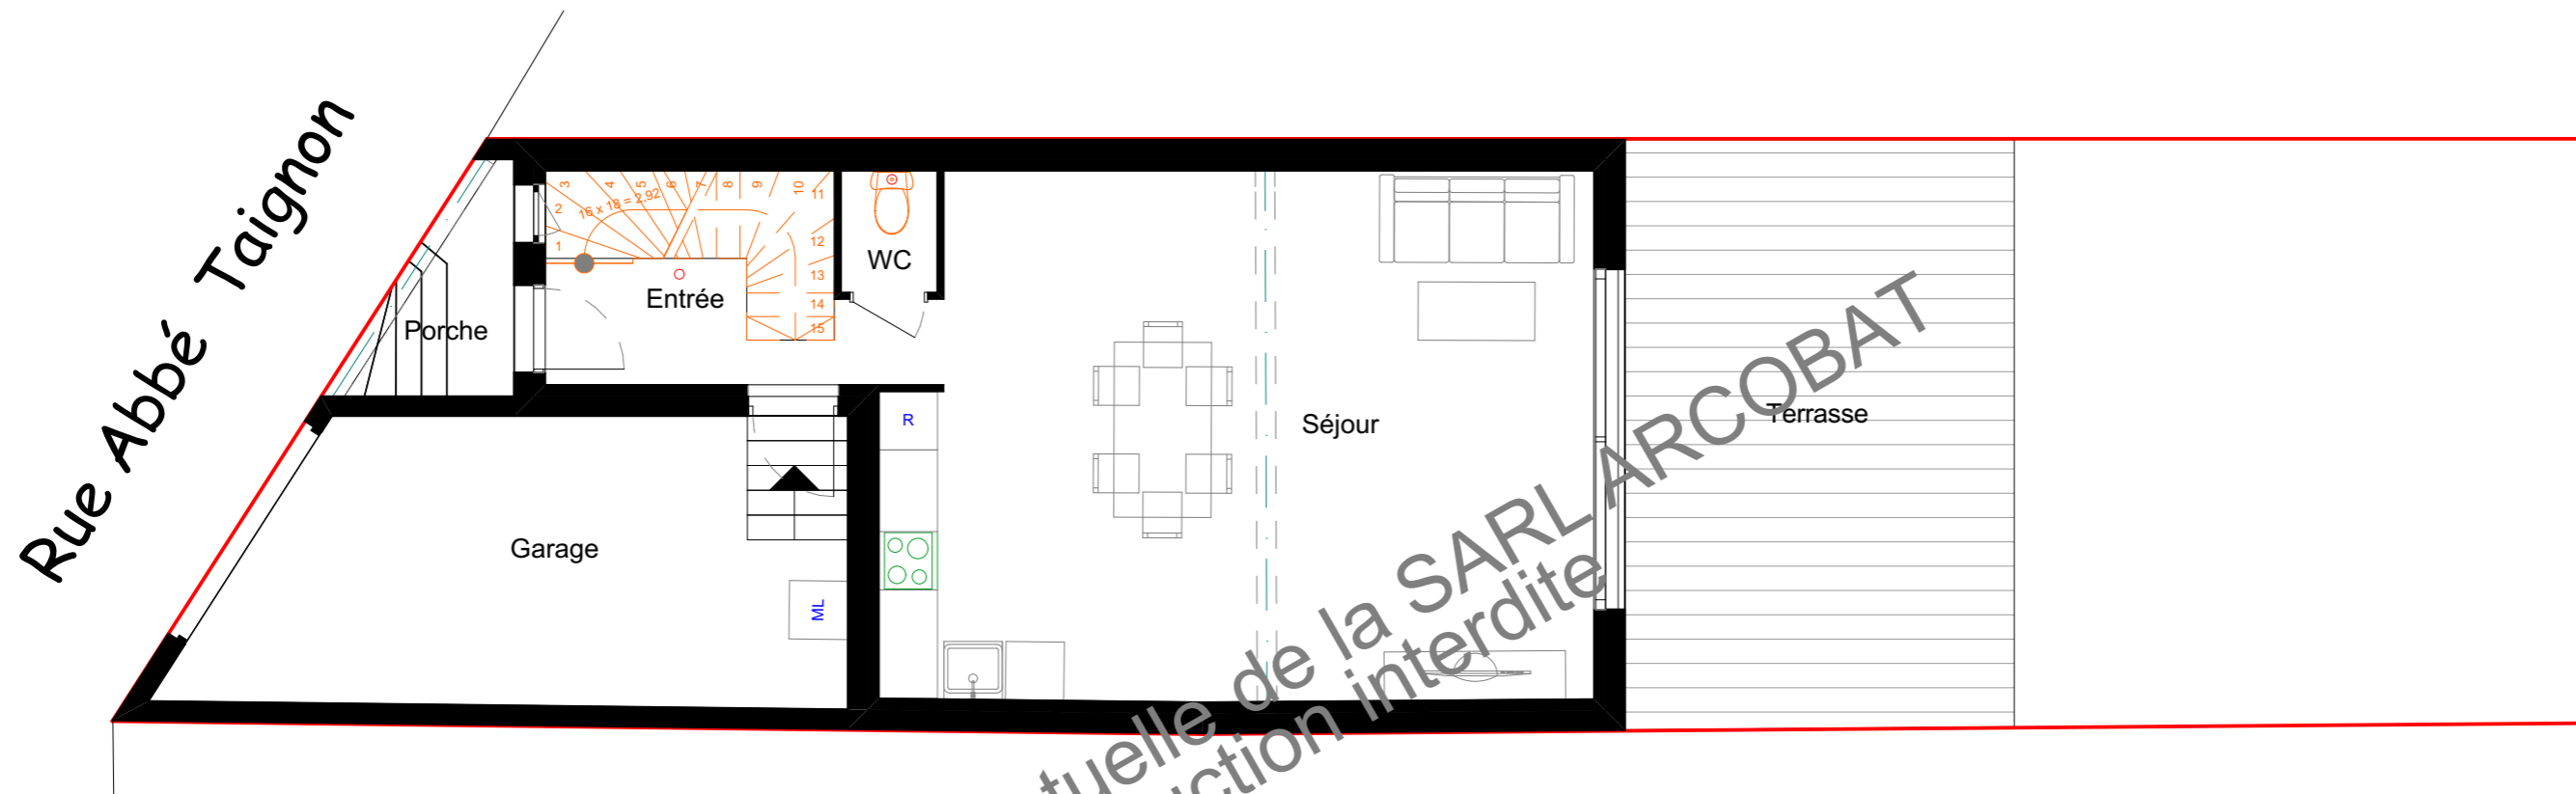 Rue Abbé Taignon
Porche
Entrée
16 x 18 = 2,92
1
2
3
4
5
6
7
8
9
10
11
12
13
14
15
WC
Garage
R
ML
Séjour
Terrasse
tuelle de la SARL ARCOBAT
uction interdite